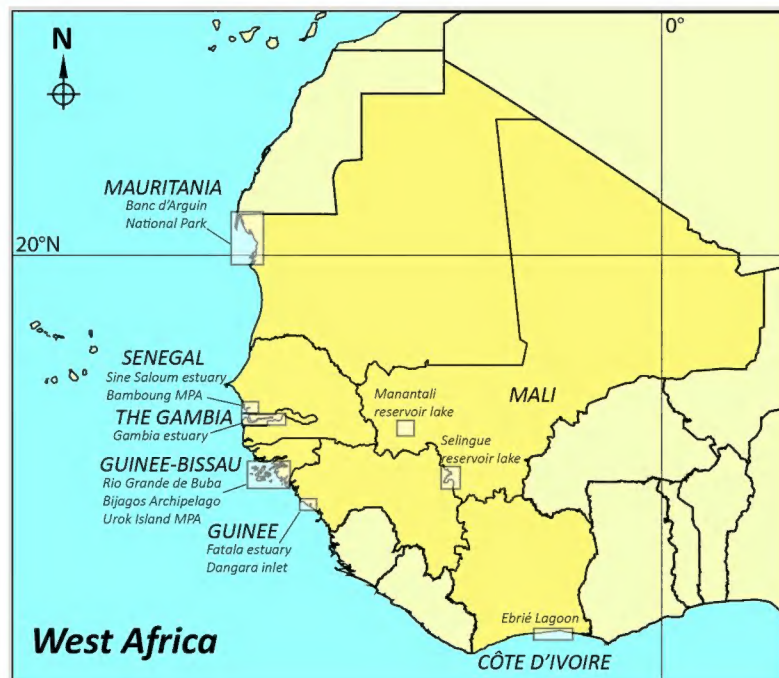 0°
N
MAURITANIA
Banc d'Arguin
National Park
20°N
SENEGAL
Sine Saloum estuary
Bamboung MPA
THE GAMBIA
Gambia estuary
GUINEE-BISSAU
Rio Grande de Buba
Bijagos Archipelago
Urok Island MPA
GUINEE
Fatala estuary
Dangara inlet
Manantali
reservoir lake
MALI
Selingue
reservoir lake
Ebrié Lagoon
CÔTE D'IVOIRE
West Africa